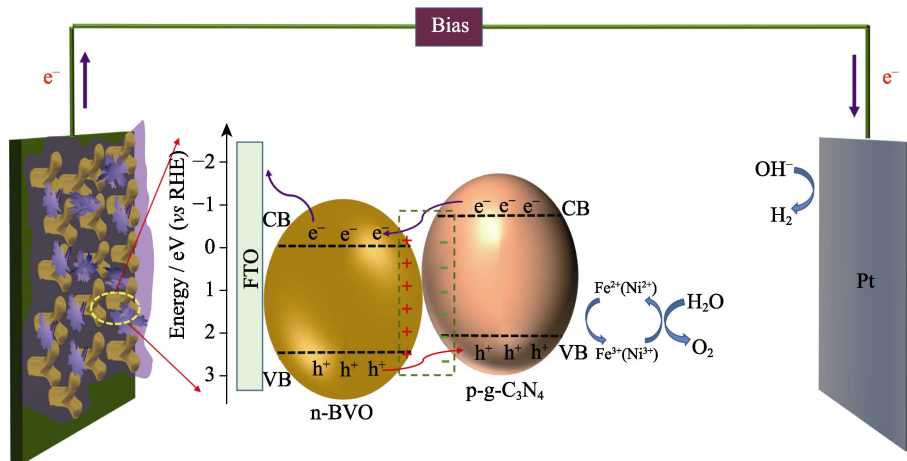 Bias
e⁻
e⁻
Energy / eV (vs RHE)
−2
−1
0
1
2
3
FTO
CB
e⁻ e⁻ e⁻
VB
h⁺ h⁺ h⁺
n-BVO
+ + + + + +
- - - - - -
e⁻ e⁻ e⁻
CB
h⁺ h⁺ h⁺
VB
p-g-C₃N₄
Fe²⁺(Ni²⁺)
Fe³⁺(Ni³⁺)
H₂O
O₂
OH⁻
H₂
Pt